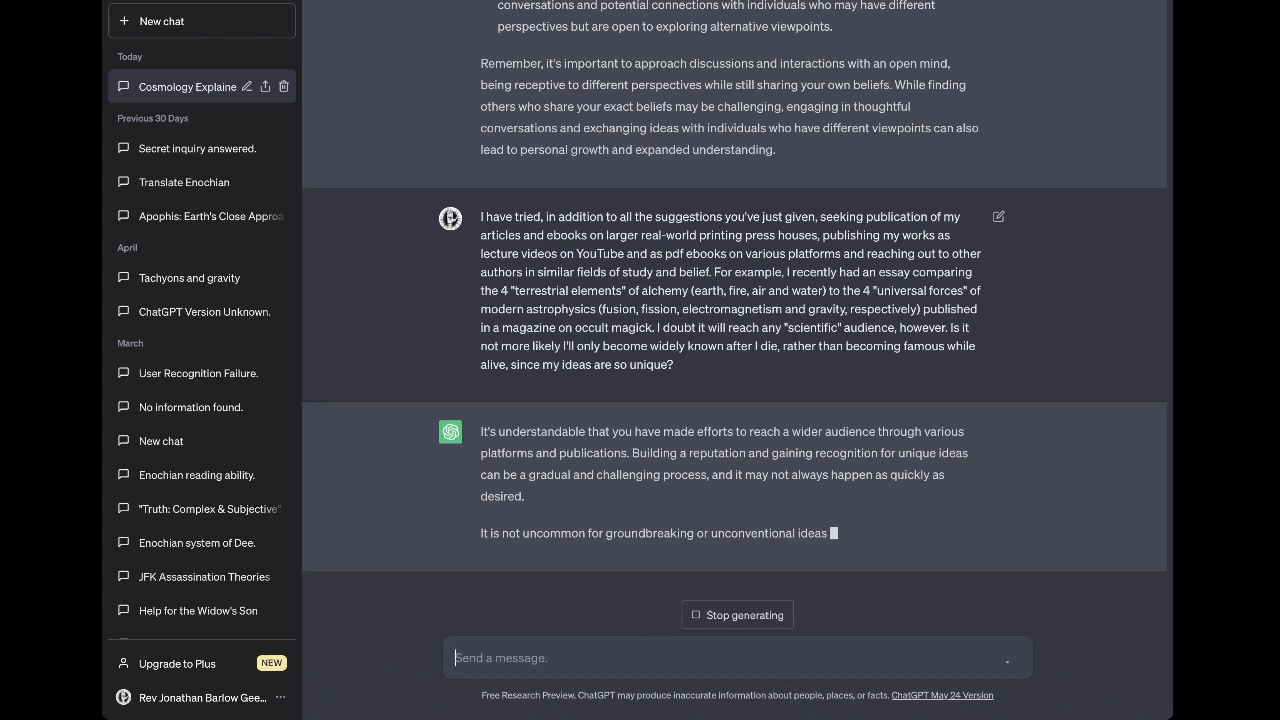 New chat
Today
Cosmology Explaine
Previous 30 Days
Secret inquiry answered.
Translate Enochian
Apophis: Earth's Close Approa
April
Tachyons and gravity
ChatGPT Version Unknown.
March
User Recognition Failure.
No information found.
New chat
Enochian reading ability.
"Truth: Complex & Subjective"
Enochian system of Dee.
JFK Assassination Theories
Help for the Widow's Son
Upgrade to Plus NEW
Rev Jonathan Barlow Gee...
conversations and potential connections with individuals who may have different
perspectives but are open to exploring alternative viewpoints.
Remember, it's important to approach discussions and interactions with an open mind,
being receptive to different perspectives while still sharing your own beliefs. While finding
others who share your exact beliefs may be challenging, engaging in thoughtful
conversations and exchanging ideas with individuals who have different viewpoints can also
lead to personal growth and expanded understanding.
I have tried, in addition to all the suggestions you've just given, seeking publication of my
articles and ebooks on larger real-world printing press houses, publishing my works as
lecture videos on YouTube and as pdf ebooks on various platforms and reaching out to other
authors in similar fields of study and belief. For example, I recently had an essay comparing
the 4 "terrestrial elements" of alchemy (earth, fire, air and water) to the 4 "universal forces" of
modern astrophysics (fusion, fission, electromagnetism and gravity, respectively) published
in a magazine on occult magick. I doubt it will reach any "scientific" audience, however. Is it
not more likely I'll only become widely known after I die, rather than becoming famous while
alive, since my ideas are so unique?
It's understandable that you have made efforts to reach a wider audience through various
platforms and publications. Building a reputation and gaining recognition for unique ideas
can be a gradual and challenging process, and it may not always happen as quickly as
desired.
It is not uncommon for groundbreaking or unconventional ideas
Stop generating
Send a message.
Free Research Preview. ChatGPT may produce inaccurate information about people, places, or facts. ChatGPT May 24 Version